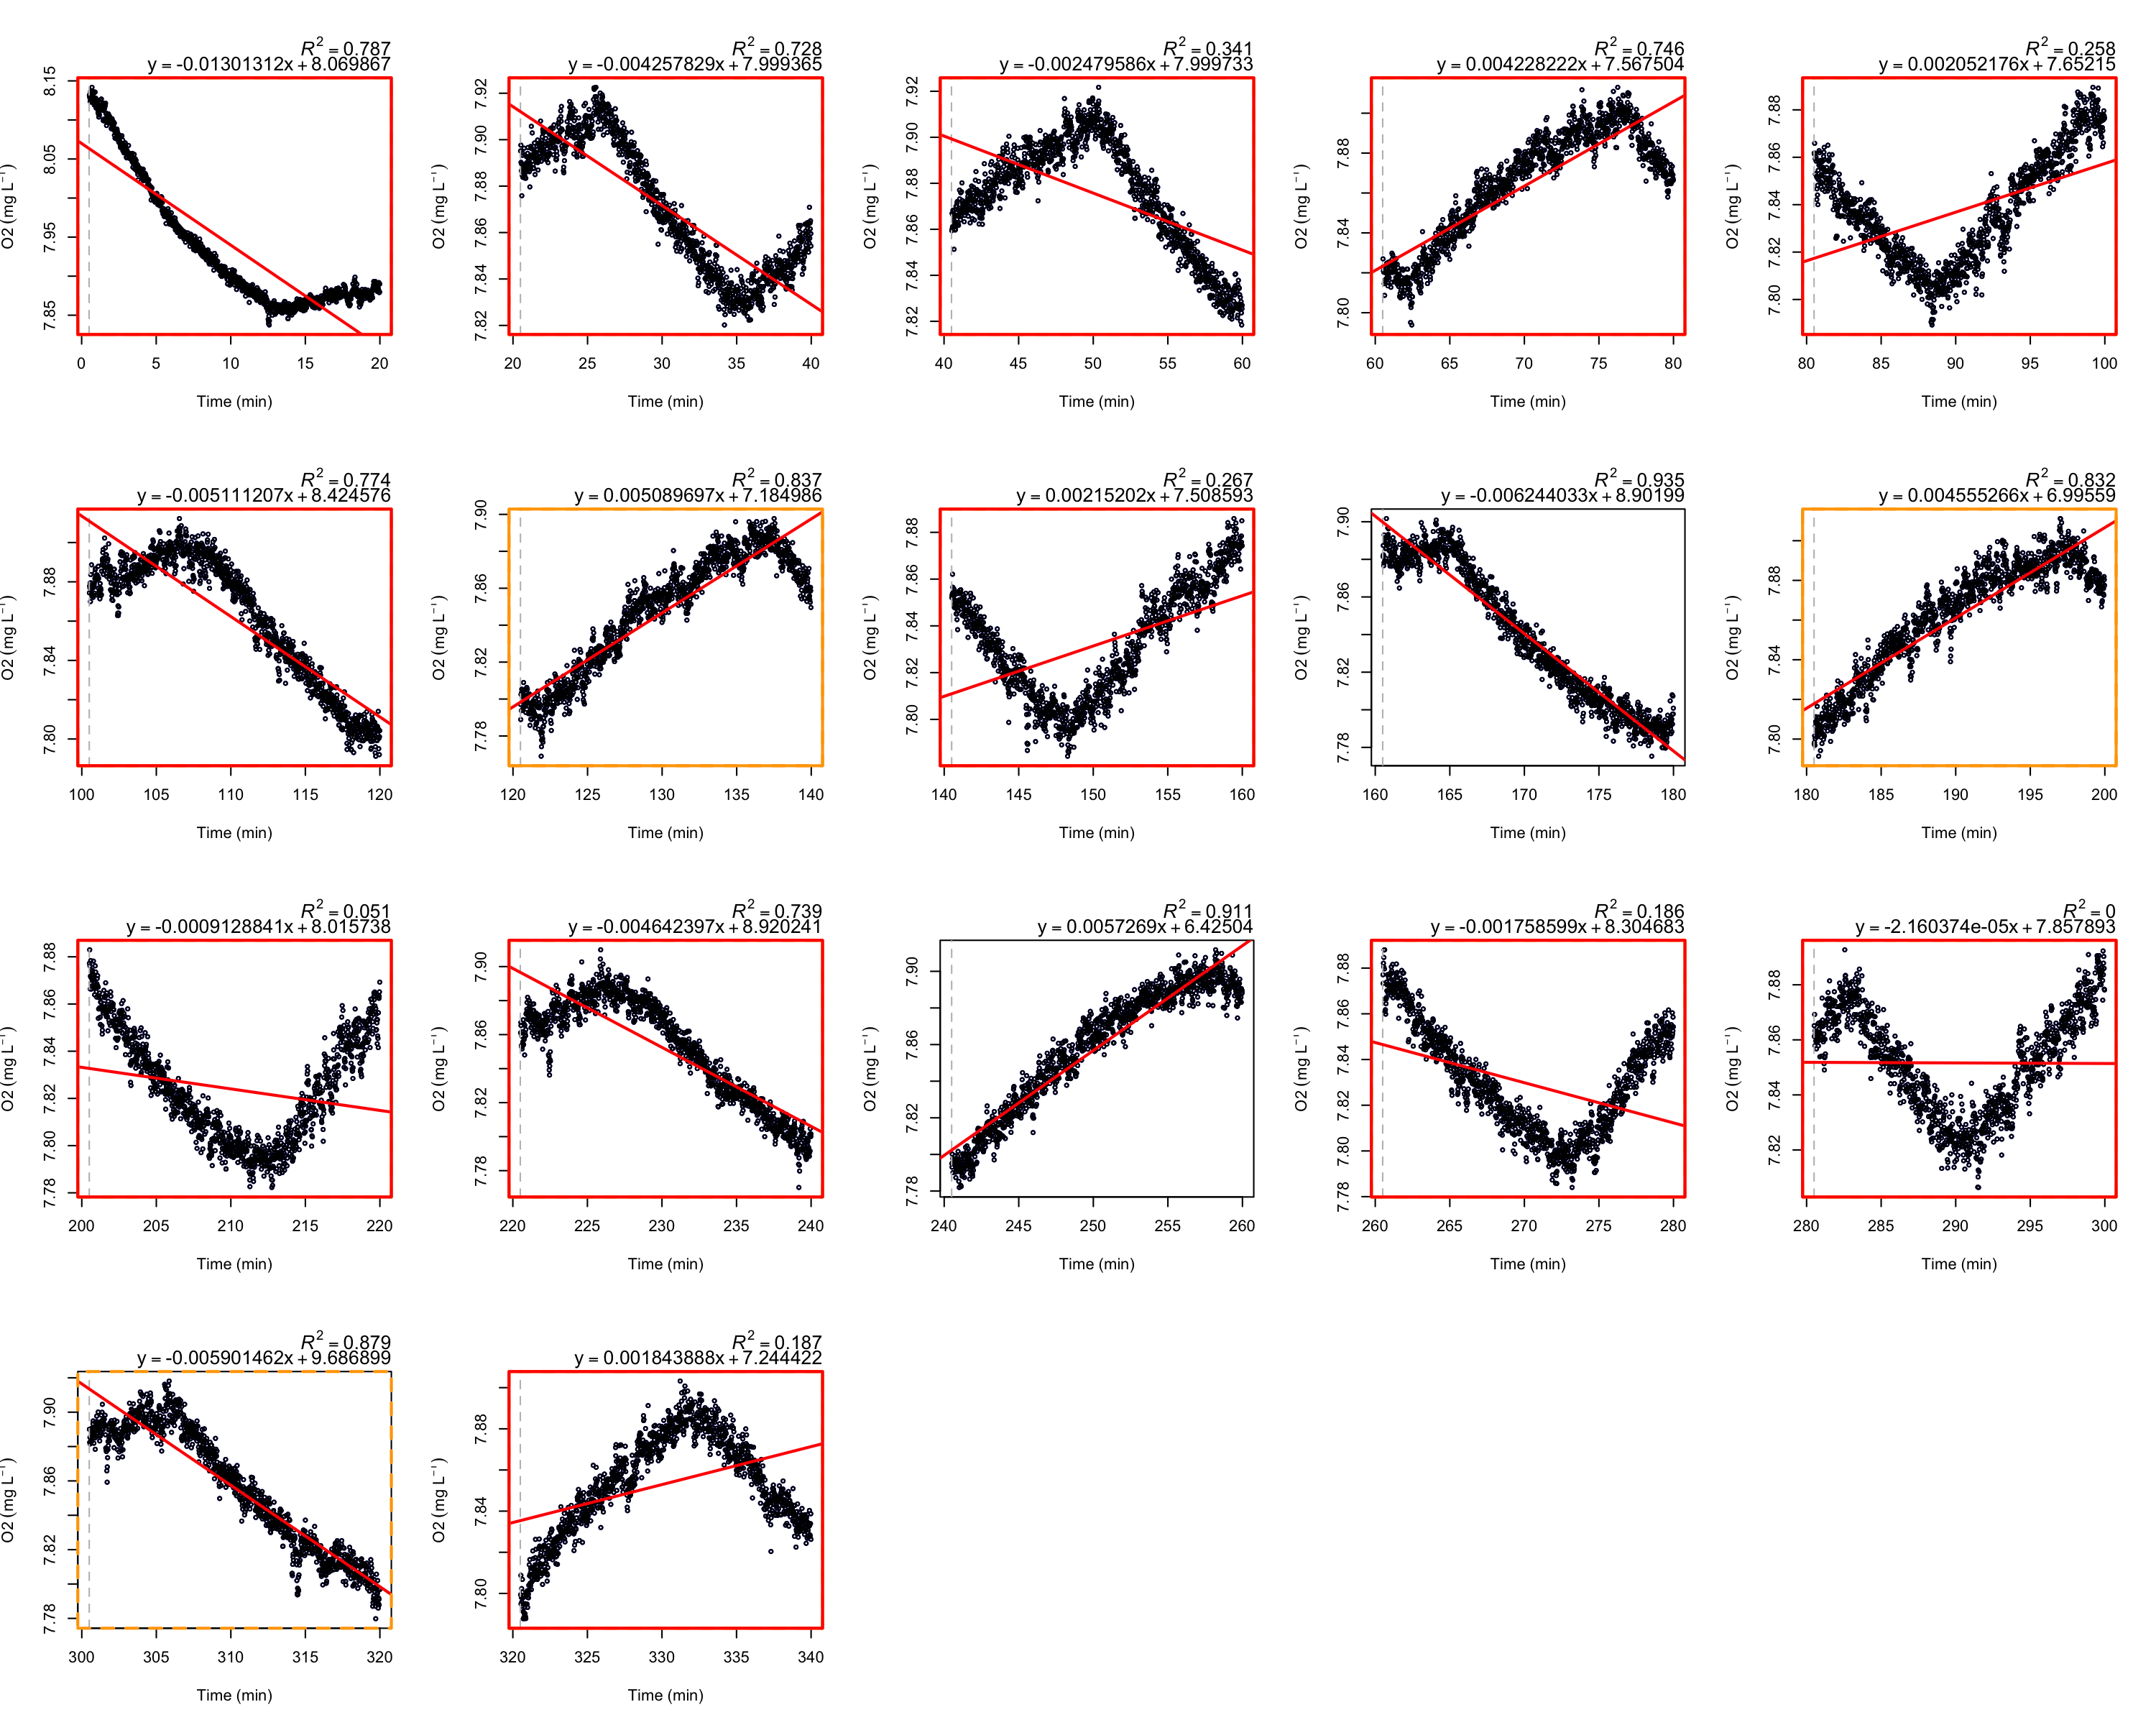 R² = 0.787
y = -0.01301312x + 8.069867
O2 (mg L⁻¹)
8.15
8.05
7.95
7.85
0 5 10 15 20
Time (min)
R² = 0.728
y = -0.004257829x + 7.999365
O2 (mg L⁻¹)
7.92
7.90
7.88
7.86
7.84
7.82
20 25 30 35 40
Time (min)
R² = 0.341
y = -0.002479586x + 7.999733
O2 (mg L⁻¹)
7.92
7.90
7.88
7.86
7.84
7.82
40 45 50 55 60
Time (min)
R² = 0.746
y = 0.004228222x + 7.567504
O2 (mg L⁻¹)
7.88
7.84
7.80
60 65 70 75 80
Time (min)
R² = 0.258
y = 0.002052176x + 7.65215
O2 (mg L⁻¹)
7.88
7.86
7.84
7.82
7.80
80 85 90 95 100
Time (min)
R² = 0.774
y = -0.005111207x + 8.424576
O2 (mg L⁻¹)
7.88
7.84
7.80
100 105 110 115 120
Time (min)
R² = 0.837
y = 0.005089697x + 7.184986
O2 (mg L⁻¹)
7.90
7.86
7.82
7.78
120 125 130 135 140
Time (min)
R² = 0.267
y = 0.00215202x + 7.508593
O2 (mg L⁻¹)
7.88
7.86
7.84
7.82
7.80
140 145 150 155 160
Time (min)
R² = 0.935
y = -0.006244033x + 8.90199
O2 (mg L⁻¹)
7.90
7.86
7.82
7.78
160 165 170 175 180
Time (min)
R² = 0.832
y = 0.004555266x + 6.99559
O2 (mg L⁻¹)
7.88
7.84
7.80
180 185 190 195 200
Time (min)
R² = 0.051
y = -0.0009128841x + 8.015738
O2 (mg L⁻¹)
7.88
7.86
7.84
7.82
7.80
7.78
200 205 210 215 220
Time (min)
R² = 0.739
y = -0.004642397x + 8.920241
O2 (mg L⁻¹)
7.90
7.86
7.82
7.78
220 225 230 235 240
Time (min)
R² = 0.911
y = 0.0057269x + 6.42504
O2 (mg L⁻¹)
7.90
7.86
7.82
7.78
240 245 250 255 260
Time (min)
R² = 0.186
y = -0.001758599x + 8.304683
O2 (mg L⁻¹)
7.88
7.86
7.84
7.82
7.80
7.78
260 265 270 275 280
Time (min)
R² = 0
y = -2.160374e-05x + 7.857893
O2 (mg L⁻¹)
7.88
7.86
7.84
7.82
280 285 290 295 300
Time (min)
R² = 0.879
y = -0.005901462x + 9.686899
O2 (mg L⁻¹)
7.90
7.86
7.82
7.78
300 305 310 315 320
Time (min)
R² = 0.187
y = 0.001843888x + 7.244422
O2 (mg L⁻¹)
7.88
7.84
7.80
320 325 330 335 340
Time (min)